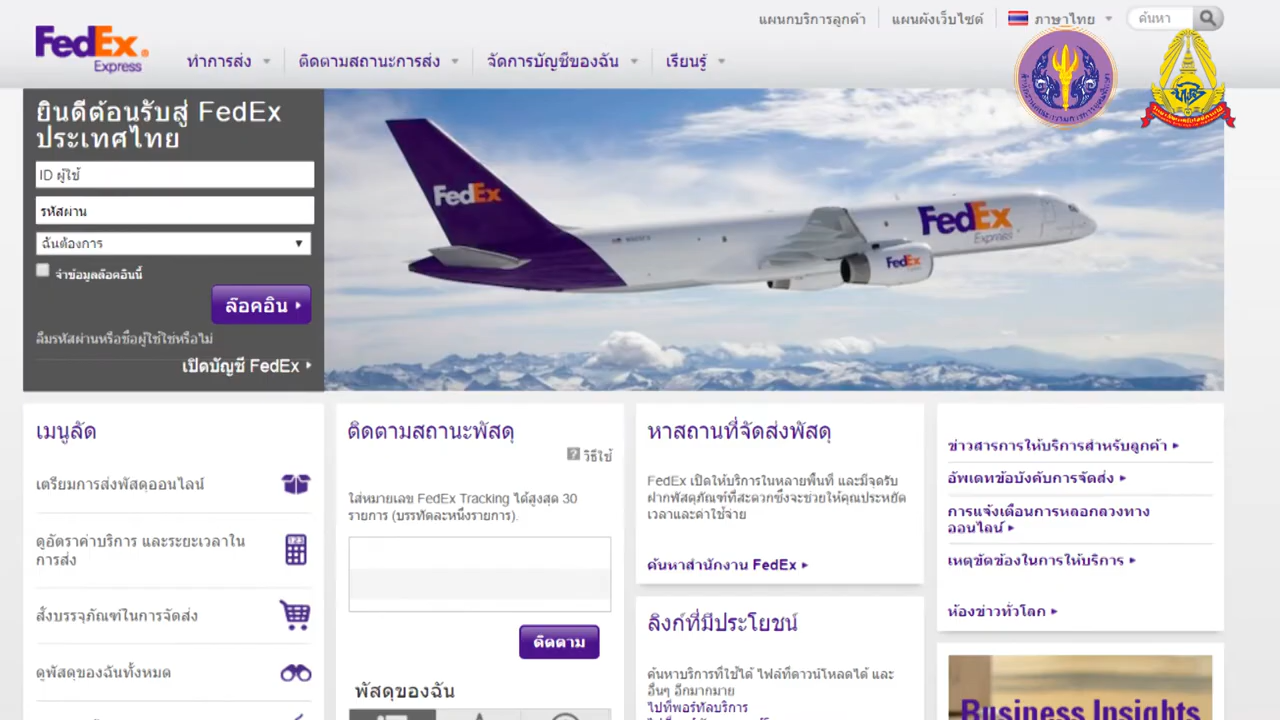 FedEx®
Express
แผนกบริการลูกค้า
แผนผังเว็บไซต์
ภาษาไทย
ค้นหา
ทำการส่ง
ติดตามสถานะการส่ง
จัดการบัญชีของฉัน
เรียนรู้
ยินดีต้อนรับสู่ FedEx
ประเทศไทย
ID ผู้ใช้
รหัสผ่าน
ฉันต้องการ
จำข้อมูลล๊อคอินนี้
ล๊อคอิน
ลืมรหัสผ่านหรือชื่อผู้ใช้ใช่หรือไม่
เปิดบัญชี FedEx
FedEx
FedEx
Express
FedEx
เมนูลัด
เตรียมการส่งพัสดุออนไลน์
ดูอัตราค่าบริการ และระยะเวลาใน
การส่ง
สั่งบรรจุภัณฑ์ในการจัดส่ง
ดูพัสดุของฉันทั้งหมด
ติดตามสถานะพัสดุ
? วิธีใช้
ใส่หมายเลข FedEx Tracking ได้สูงสุด 30
รายการ (บรรทัดละหนึ่งรายการ).
ติดตาม
พัสดุของฉัน
หาสถานที่จัดส่งพัสดุ
FedEx เปิดให้บริการในหลายพื้นที่ และมีจุดรับ
ฝากพัสดุภัณฑ์ที่สะดวกซึ่งจะช่วยให้คุณประหยัด
เวลาและค่าใช้จ่าย
ค้นหาสำนักงาน FedEx
ลิงก์ที่มีประโยชน์
ค้นหาบริการที่ใช้ได้ ไฟล์ที่ดาวน์โหลดได้ และ
อื่นๆ อีกมากมาย
ไปที่พอร์ทัลบริการ
ข่าวสารการให้บริการสำหรับลูกค้า
อัพเดทข้อบังคับการจัดส่ง
การแจ้งเตือนการหลอกลวงทาง
ออนไลน์
เหตุขัดข้องในการให้บริการ
ห้องข่าวทั่วโลก
Business Insights